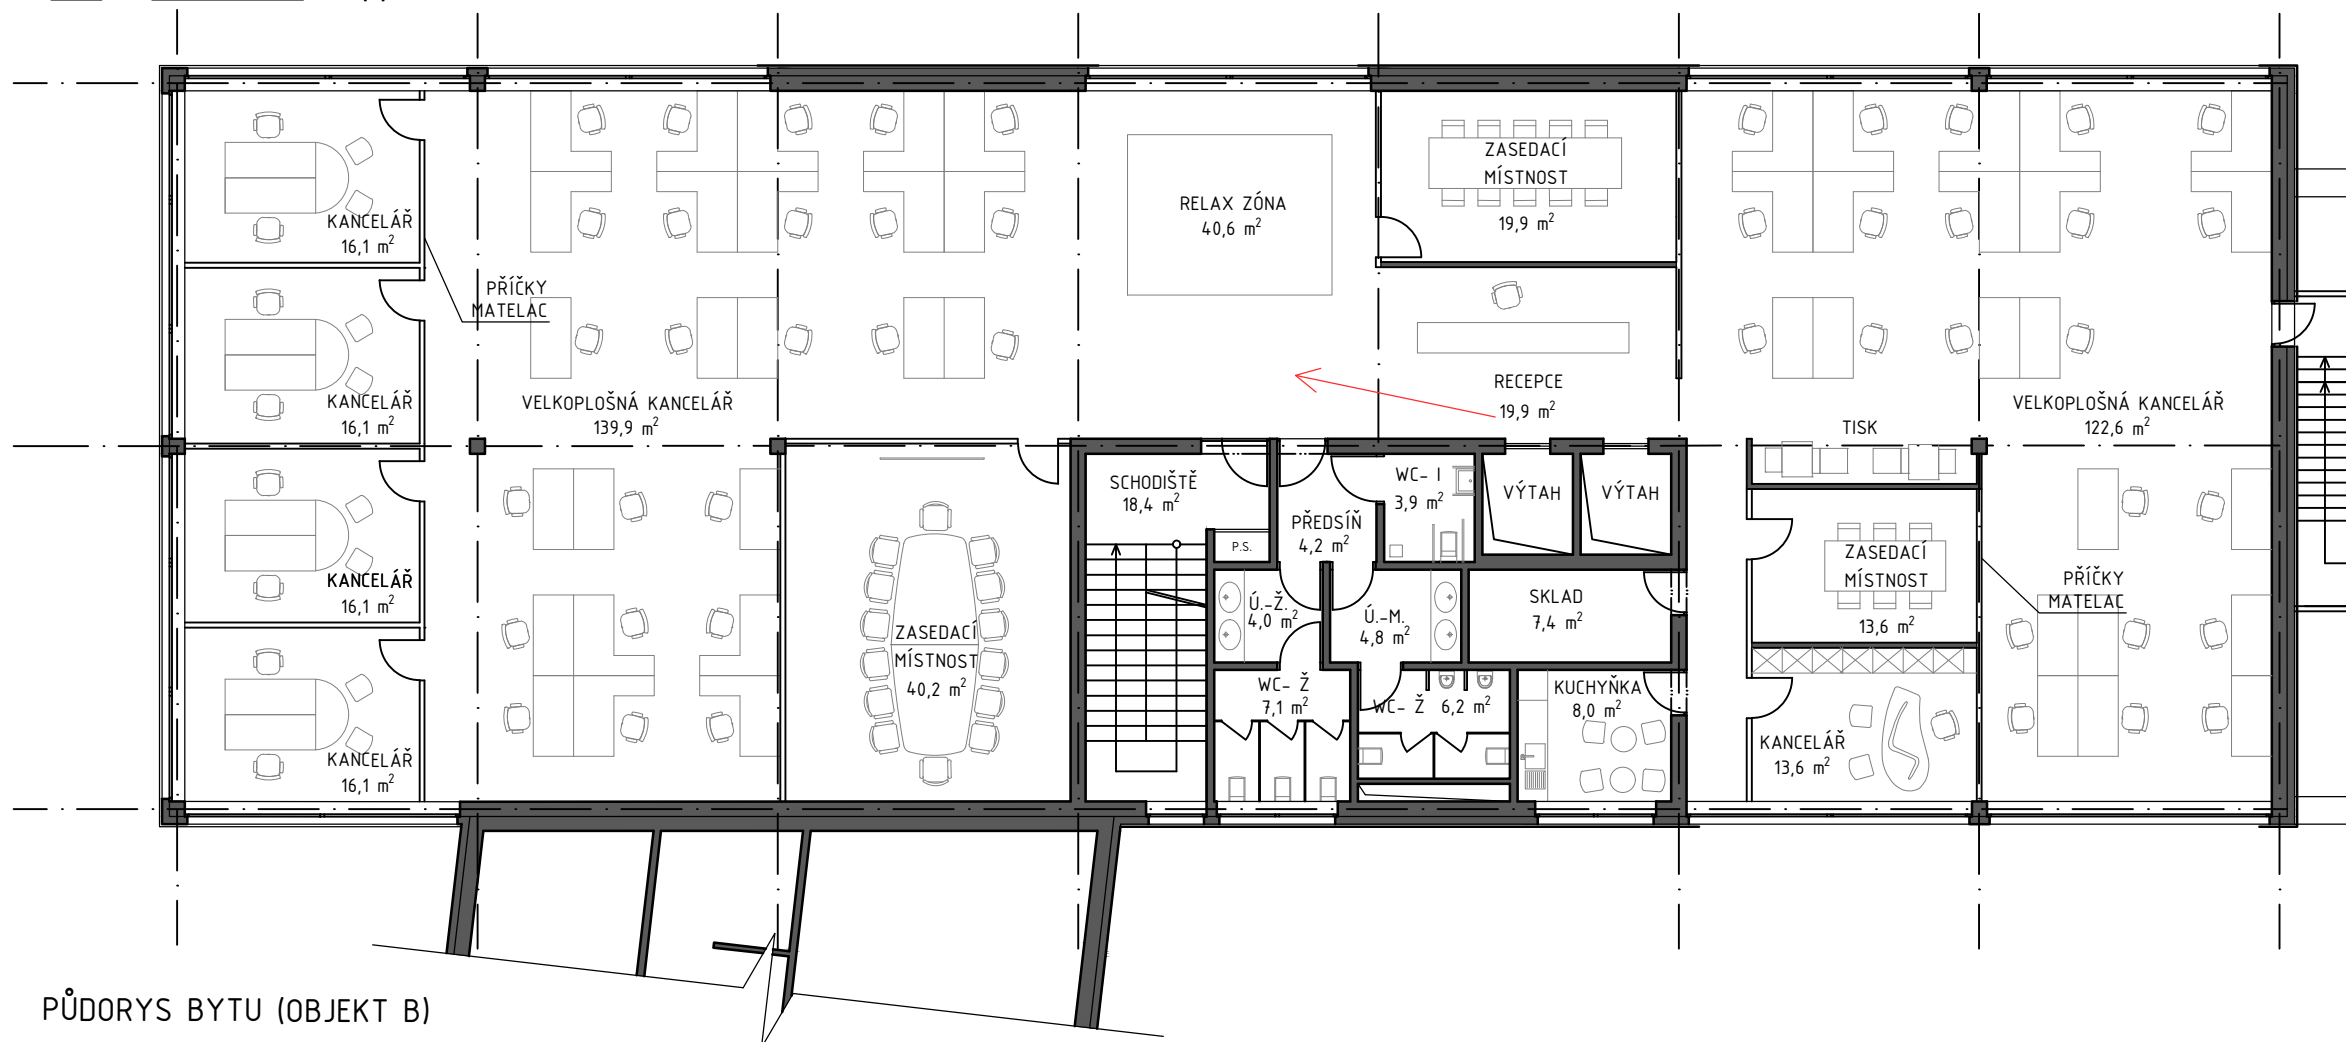 ZASEDACÍ
MÍSTNOST
19,9 m²
RELAX ZÓNA
40,6 m²
KANCELÁŘ
16,1 m²
PŘÍČKY
MATELAC
RECEPCE
19,9 m²
KANCELÁŘ
16,1 m²
VELKOPLOŠNÁ KANCELÁŘ
139,9 m²
VELKOPLOŠNÁ KANCELÁŘ
122,6 m²
TISK
SCHODIŠTĚ
18,4 m²
WC- I
3,9 m²
VÝTAH
VÝTAH
PŘEDSÍŇ
4,2 m²
P.S.
ZASEDACÍ
MÍSTNOST
13,6 m²
KANCELÁŘ
16,1 m²
PŘÍČKY
MATELAC
Ú.-Ž.
4,0 m²
Ú.-M.
4,8 m²
SKLAD
7,4 m²
ZASEDACÍ
MÍSTNOST
40,2 m²
WC- Ž
7,1 m²
WC- Ž 6,2 m²
KUCHYŇKA
8,0 m²
KANCELÁŘ
13,6 m²
KANCELÁŘ
16,1 m²
PŮDORYS BYTU (OBJEKT B)